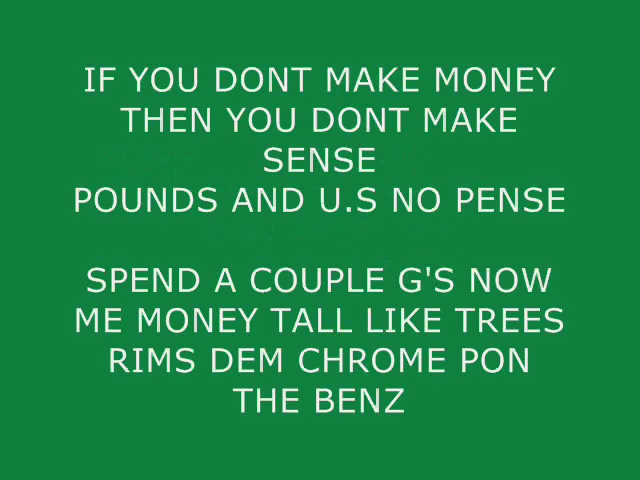 IF YOU DONT MAKE MONEY
THEN YOU DONT MAKE
SENSE
POUNDS AND U.S NO PENSE
SPEND A COUPLE G'S NOW
ME MONEY TALL LIKE TREES
RIMS DEM CHROME PON
THE BENZ